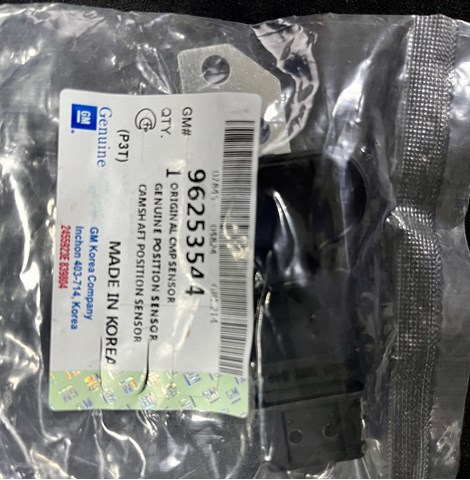 GM# 96253544
QTY. 1 ORIGINAL CMP SENSOR
GENUINE POSITION SENSOR
CAMSHAFT POSITION SENSOR
(P3T)
MADE IN KOREA
Genuine
GM
GM Korea Company
Inchon 403-714, Korea